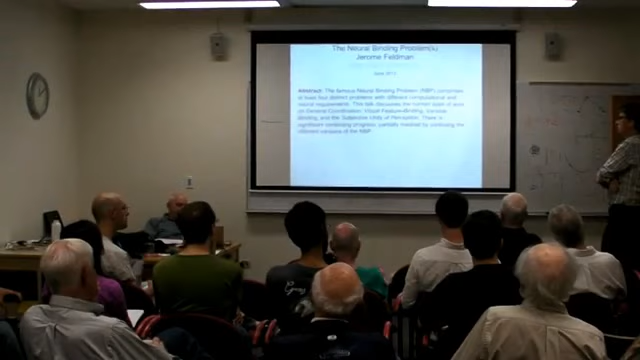 The Neural Binding Problem(s)
Jerome Feldman
Abstract: The famous Neural Binding Problem (NBP) comprises
at least four distinct problems with different computational and
neural requirements. This talk discusses the current state of work
on General Coordination, Visual Feature-Binding, Variable
Binding, and the Subjective Unity of Perception. There is
significant continuing progress, partially masked by confusing the
different versions of the NBP.